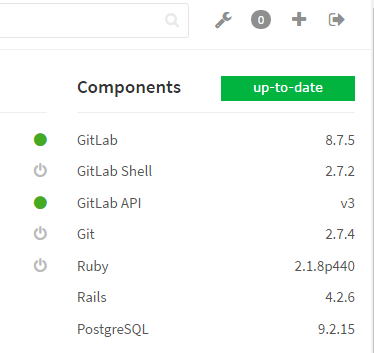 0
Components up-to-date
GitLab 8.7.5
GitLab Shell 2.7.2
GitLab API v3
Git 2.7.4
Ruby 2.1.8p440
Rails 4.2.6
PostgreSQL 9.2.15